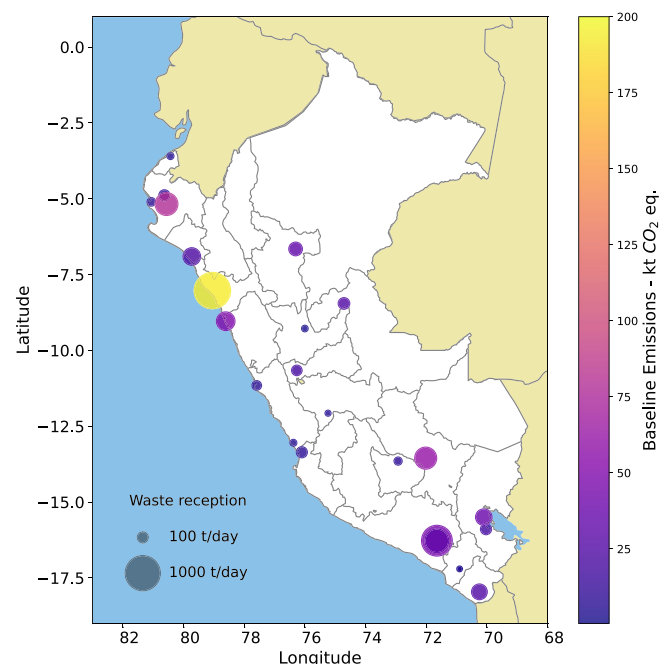 0.0
−2.5
−5.0
−7.5
−10.0
−12.5
−15.0
−17.5
Latitude
82 80 78 76 74 72 70 68
Longitude
Waste reception
100 t/day
1000 t/day
200
175
150
125
100
75
50
25
Baseline Emissions - kt CO₂ eq.